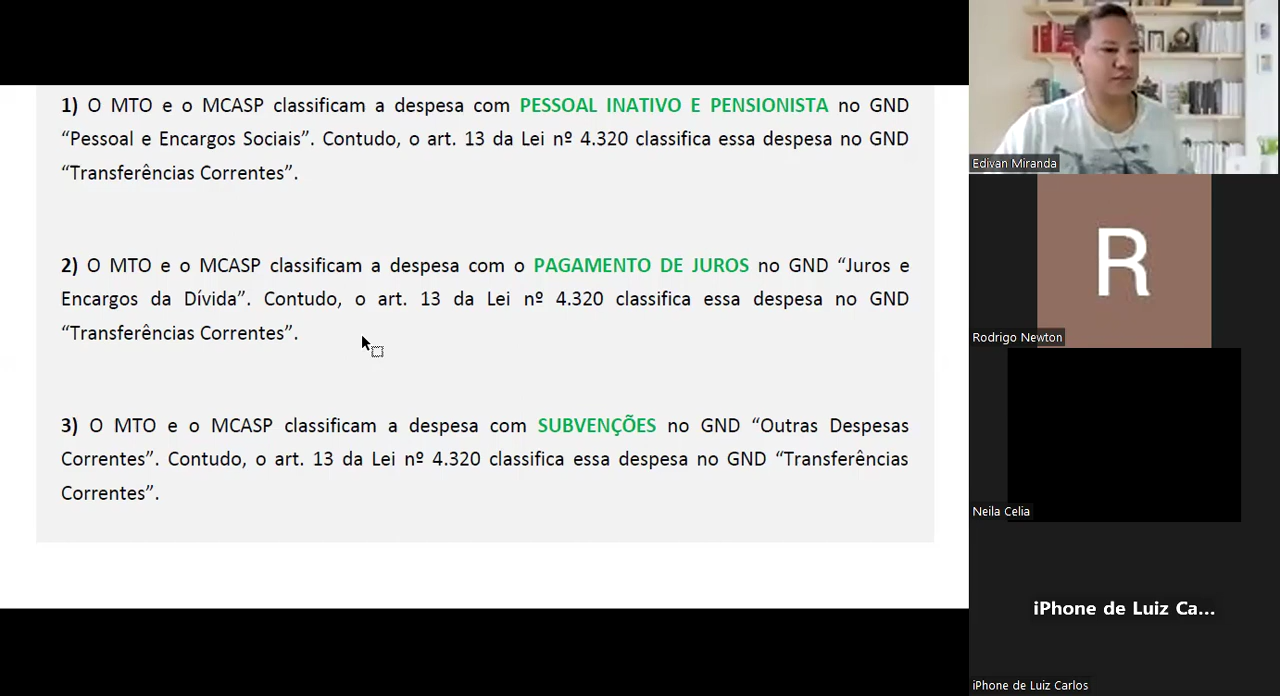 1) O MTO e o MCASP classificam a despesa com PESSOAL INATIVO E PENSIONISTA no GND
“Pessoal e Encargos Sociais”. Contudo, o art. 13 da Lei nº 4.320 classifica essa despesa no GND
“Transferências Correntes”.
2) O MTO e o MCASP classificam a despesa com o PAGAMENTO DE JUROS no GND “Juros e
Encargos da Dívida”. Contudo, o art. 13 da Lei nº 4.320 classifica essa despesa no GND
“Transferências Correntes”.
3) O MTO e o MCASP classificam a despesa com SUBVENÇÕES no GND “Outras Despesas
Correntes”. Contudo, o art. 13 da Lei nº 4.320 classifica essa despesa no GND “Transferências
Correntes”.
Edivan Miranda
R
Rodrigo Newton
Neila Celia
iPhone de Luiz Ca...
iPhone de Luiz Carlos